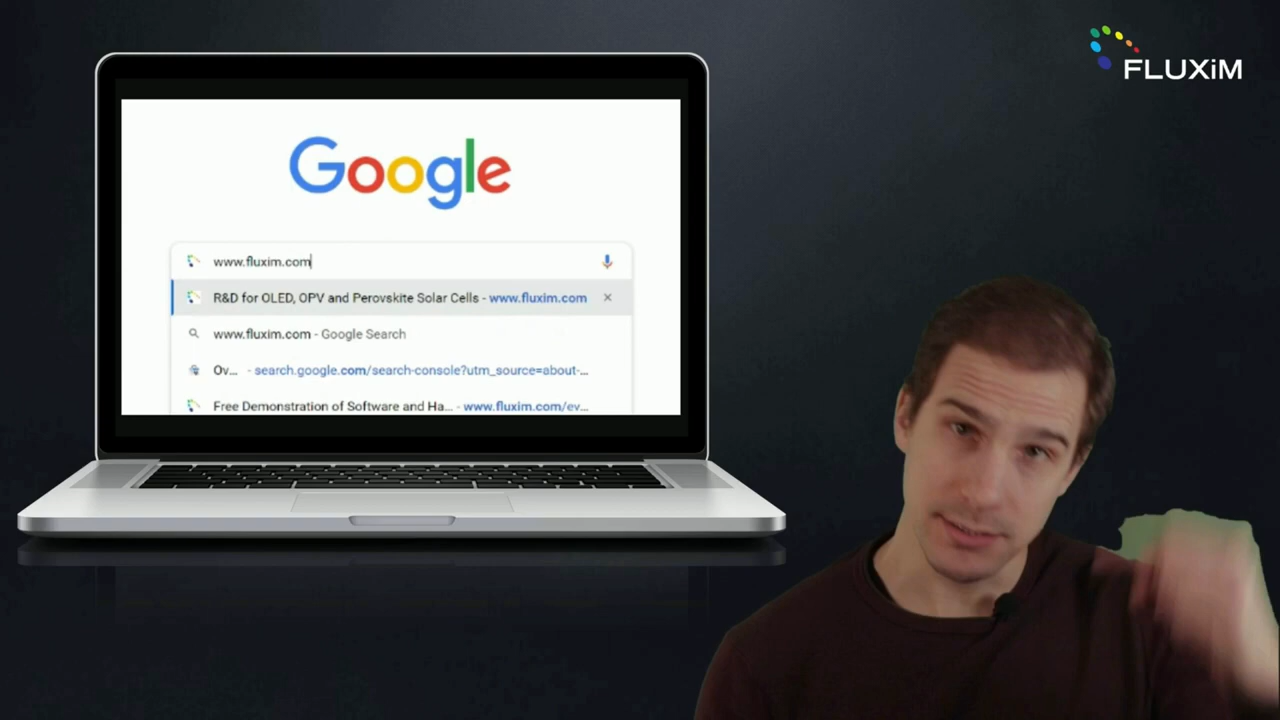 FLUXiM
Google
www.fluxim.com
R&D for OLED, OPV and Perovskite Solar Cells - www.fluxim.com
www.fluxim.com - Google Search
Ov... - search.google.com/search-console?utm_source=about-...
Free Demonstration of Software and Ha... - www.fluxim.com/ev...